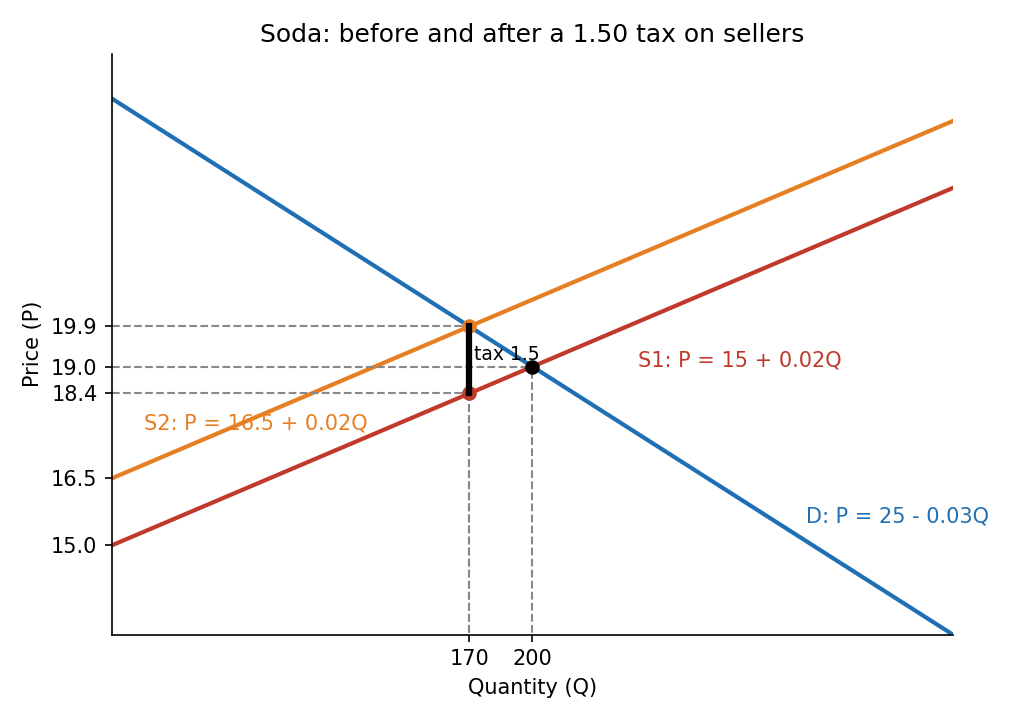 Soda: before and after a 1.50 tax on sellers
Price (P)
19.9
19.0
18.4
16.5
15.0
tax 1.5
S1: P = 15 + 0.02Q
S2: P = 16.5 + 0.02Q
D: P = 25 - 0.03Q
170
200
Quantity (Q)